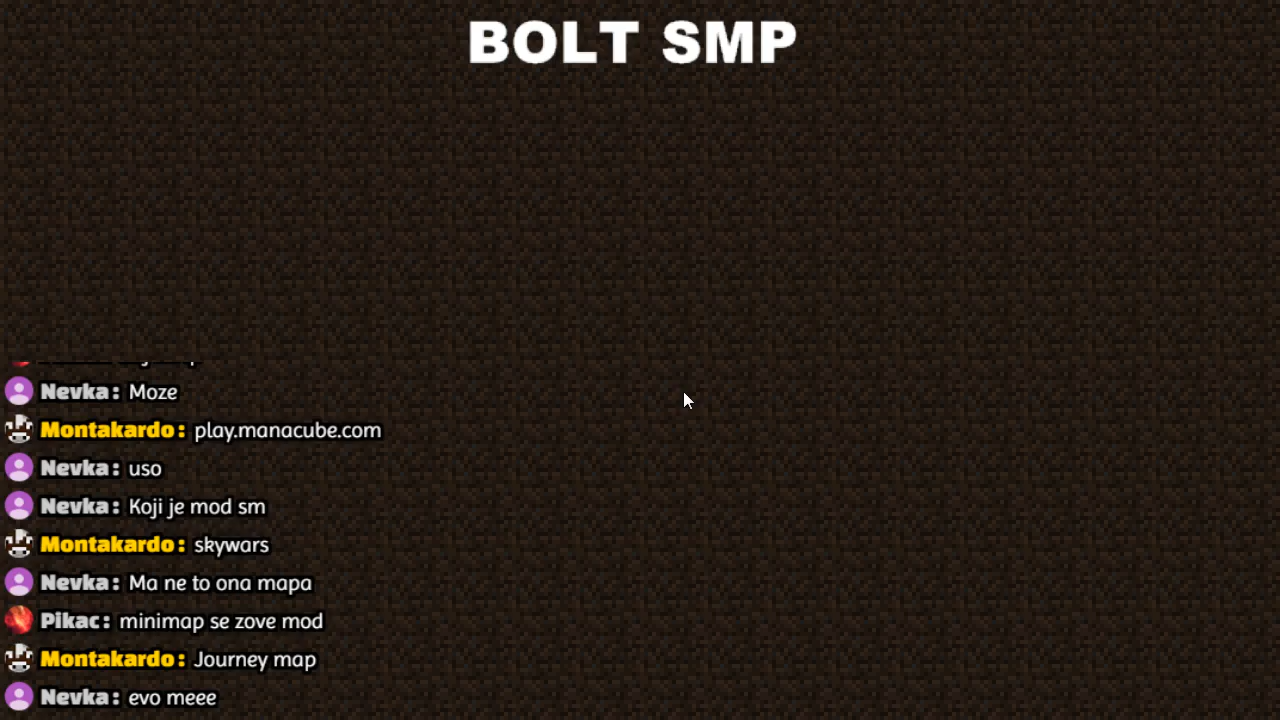 BOLT SMP
Nevka: Moze
Montakardo: play.manacube.com
Nevka: uso
Nevka: Koji je mod sm
Montakardo: skywars
Nevka: Ma ne to ona mapa
Pikac: minimap se zove mod
Montakardo: Journey map
Nevka: evo meee